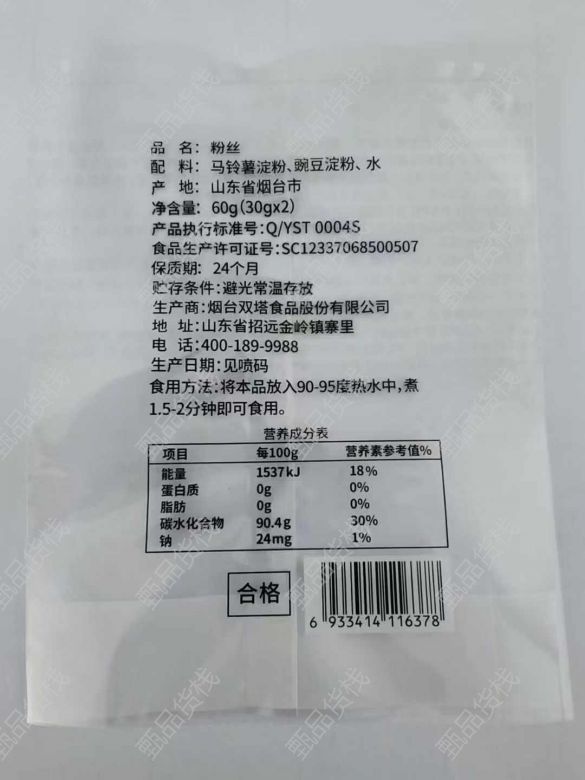 品 名：粉丝
配 料：马铃薯淀粉、豌豆淀粉、水
产 地：山东省烟台市
净含量：60g(30gx2)
产品执行标准号：Q/YST 0004S
食品生产许可证号：SC12337068500507
保质期：24个月
贮存条件：避光常温存放
生产商：烟台双塔食品股份有限公司
地 址：山东省招远金岭镇寨里
电 话：400-189-9988
生产日期：见喷码
食用方法：将本品放入90-95度热水中，煮
1.5-2分钟即可食用。
营养成分表
项目 每100g 营养素参考值%
能量 1537kJ 18%
蛋白质 0g 0%
脂肪 0g 0%
碳水化合物 90.4g 30%
钠 24mg 1%
合格
6 933414 116378
甄品货栈